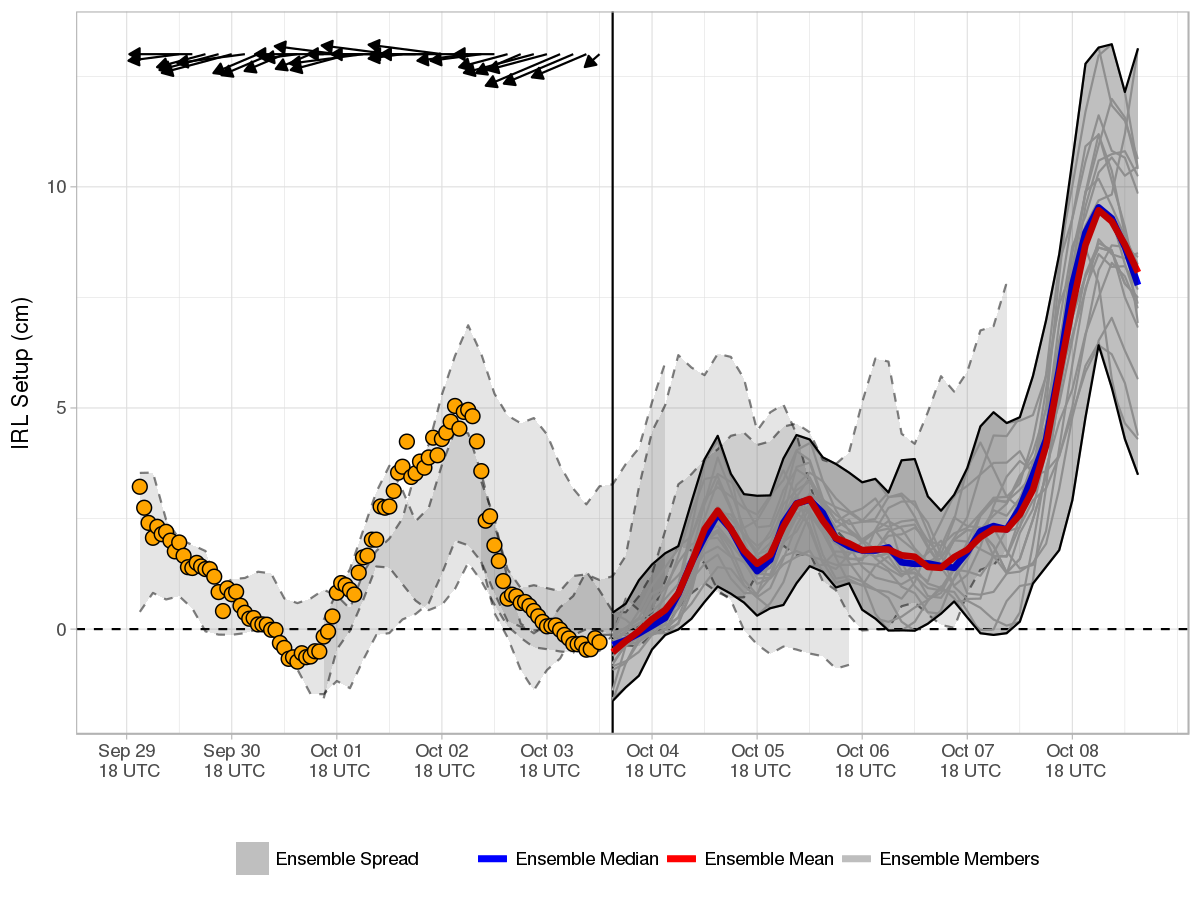 IRL Setup (cm)
10
5
0
Sep 29 Sep 30 Oct 01 Oct 02 Oct 03 Oct 04 Oct 05 Oct 06 Oct 07 Oct 08
18 UTC 18 UTC 18 UTC 18 UTC 18 UTC 18 UTC 18 UTC 18 UTC 18 UTC 18 UTC
Ensemble Spread Ensemble Median Ensemble Mean Ensemble Members